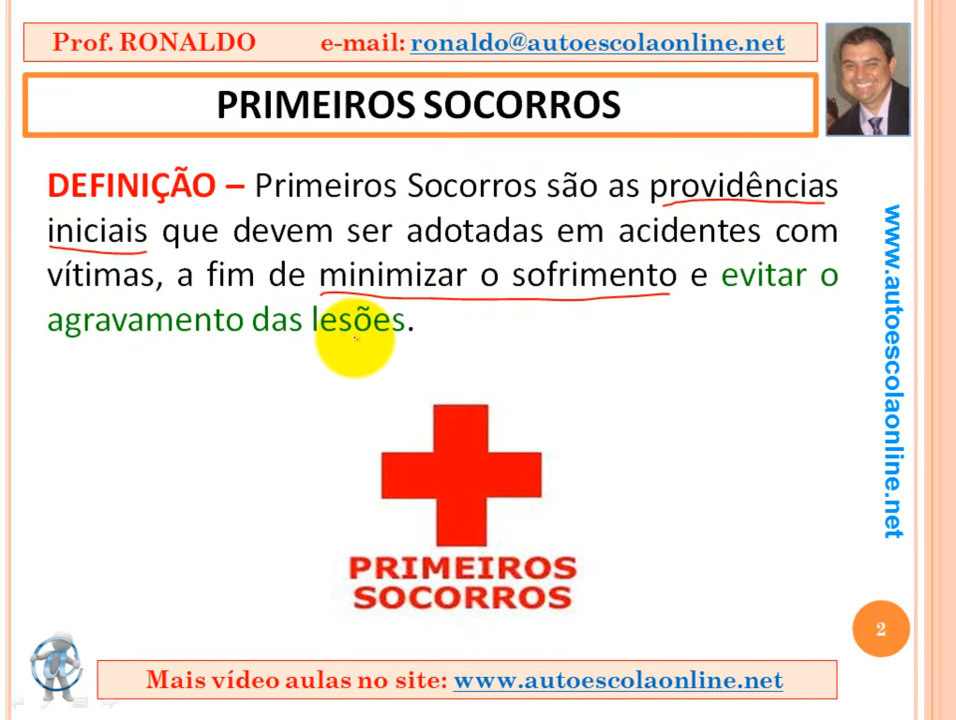 Prof. RONALDO e-mail: ronaldo@autoescolaonline.net
PRIMEIROS SOCORROS
DEFINIÇÃO – Primeiros Socorros são as providências
iniciais que devem ser adotadas em acidentes com
vítimas, a fim de minimizar o sofrimento e evitar o
agravamento das lesões.
www.autoescolaonline.net
PRIMEIROS
SOCORROS
2
Mais vídeo aulas no site: www.autoescolaonline.net